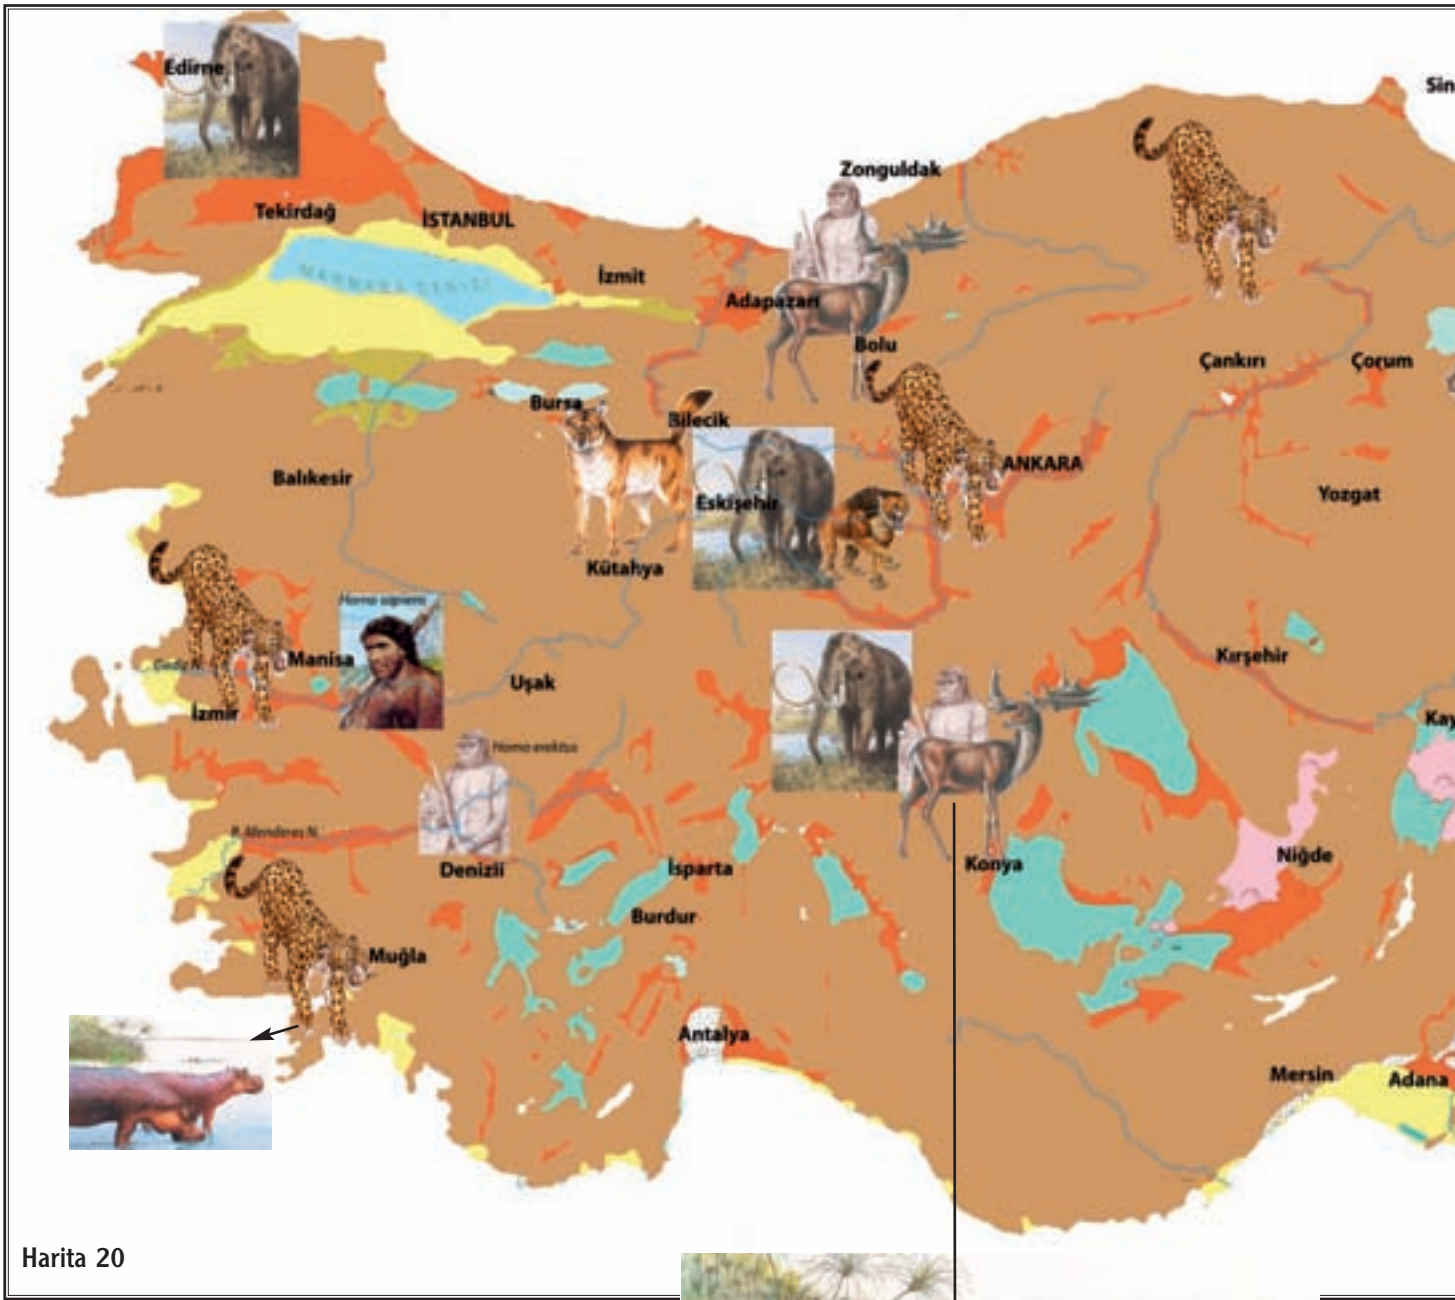 Edirne
Sin
Zonguldak
Tekirdağ
İSTANBUL
İzmit
MARMARA DENİZİ
Adapazarı
Bolu
Çankırı
Çorum
Bursa
Bilecik
ANKARA
Balıkesir
Eskişehir
Yozgat
Kütahya
Homo sapiens
Kırşehir
Manisa
Gediz N.
Uşak
İzmir
Kay
Homo erektus
B.Menderes N.
Denizli
İsparta
Konya
Niğde
Burdur
Muğla
Antalya
Mersin
Adana
Harita 20